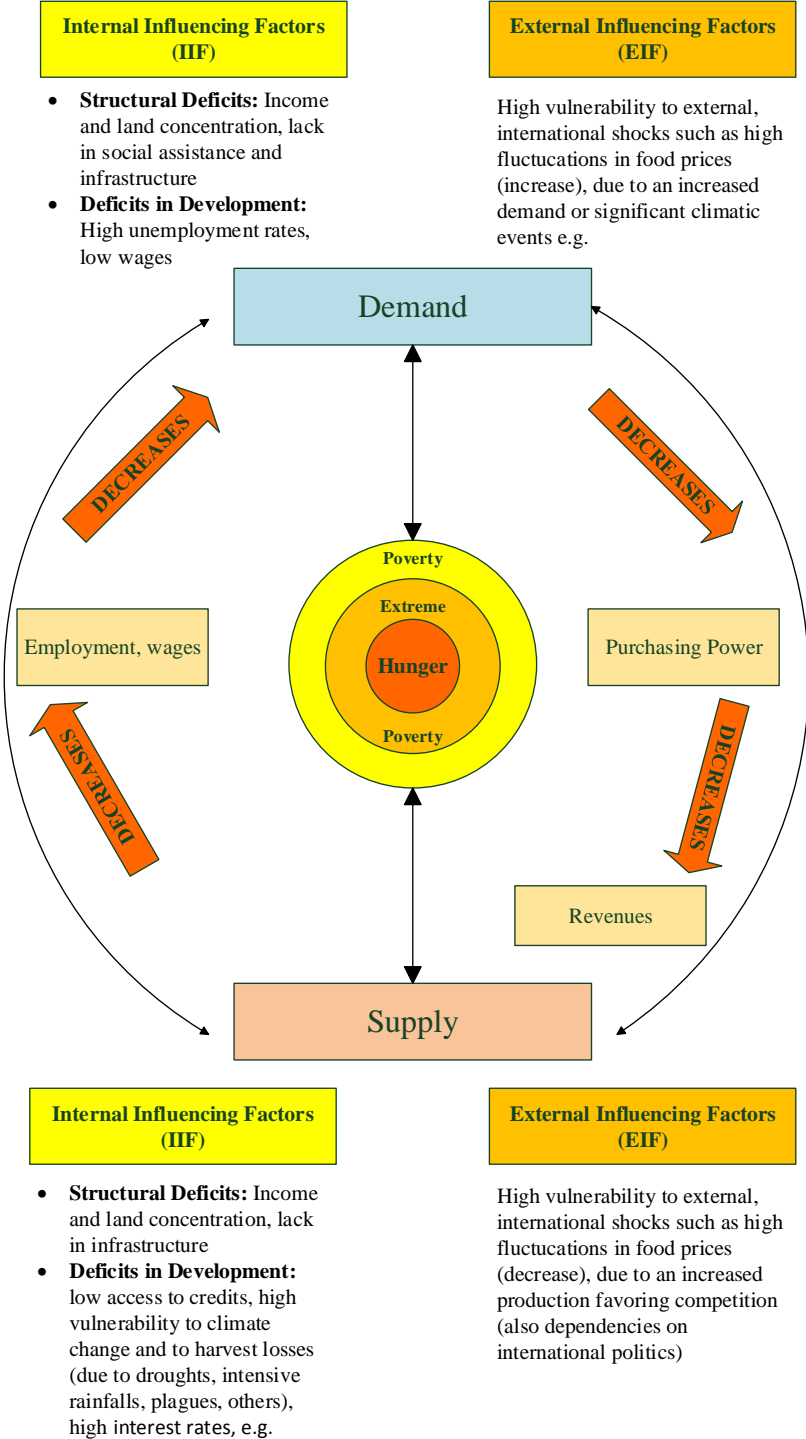 Internal Influencing Factors
(IIF)
External Influencing Factors
(EIF)
• Structural Deficits: Income
and land concentration, lack
in social assistance and
infrastructure
• Deficits in Development:
High unemployment rates,
low wages
High vulnerability to external,
international shocks such as high
fluctucations in food prices
(increase), due to an increased
demand or significant climatic
events e.g.
Demand
DECREASES
DECREASES
Poverty
Extreme
Hunger
Poverty
Employment, wages
Purchasing Power
DECREASES
DECREASES
Revenues
Supply
Internal Influencing Factors
(IIF)
External Influencing Factors
(EIF)
• Structural Deficits: Income
and land concentration, lack
in infrastructure
• Deficits in Development:
low access to credits, high
vulnerability to climate
change and to harvest losses
(due to droughts, intensive
rainfalls, plagues, others),
high interest rates, e.g.
High vulnerability to external,
international shocks such as high
fluctucations in food prices
(decrease), due to an increased
production favoring competition
(also dependencies on
international politics)